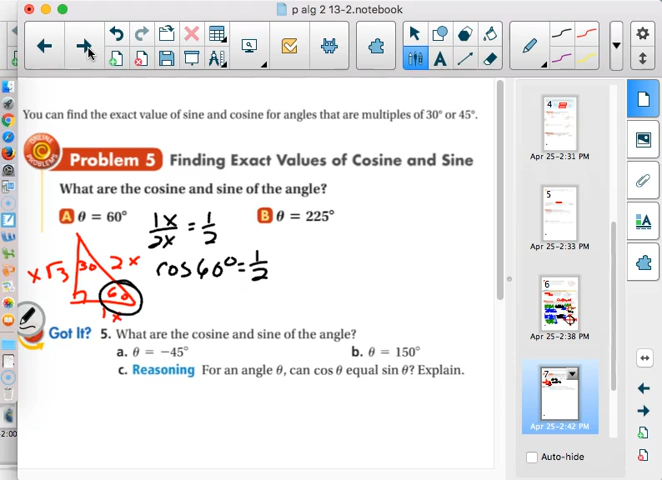 p alg 2 13-2.notebook
You can find the exact value of sine and cosine for angles that are multiples of 30° or 45°.
Problem 5 Finding Exact Values of Cosine and Sine
What are the cosine and sine of the angle?
A θ = 60°
B θ = 225°
1x/2x = 1/2
cos60° = 1/2
30
2x
x√3
60
1x
Got It? 5. What are the cosine and sine of the angle?
a. θ = −45°
b. θ = 150°
c. Reasoning For an angle θ, can cos θ equal sin θ? Explain.
4
Apr 25-2:31 PM
5
Apr 25-2:33 PM
6
Apr 25-2:38 PM
7
Apr 25-2:42 PM
Auto-hide